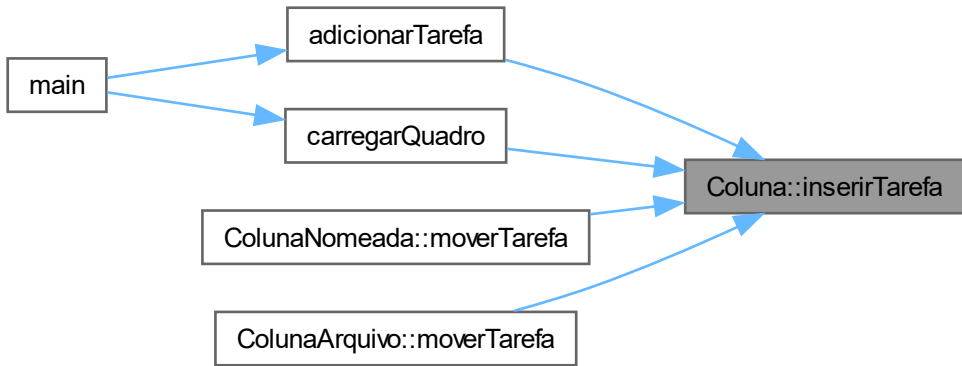 adicionarTarefa
main
carregarQuadro
Coluna::inserirTarefa
ColunaNomeada::moverTarefa
ColunaArquivo::moverTarefa